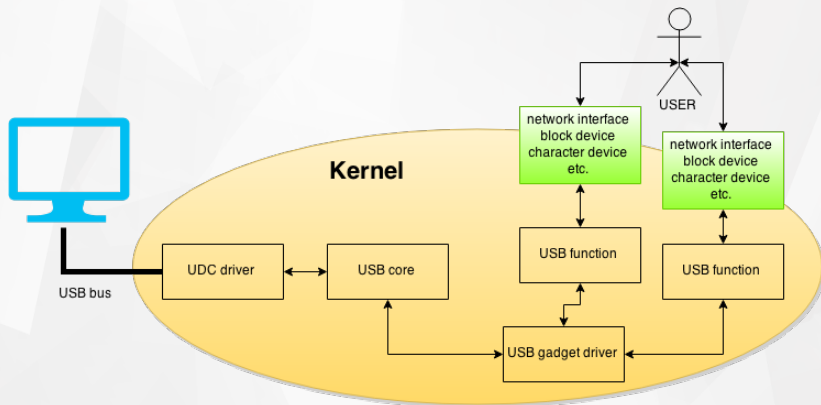 USER
network interface
block device
character device
etc.
network interface
block device
character device
etc.
Kernel
UDC driver
USB core
USB function
USB function
USB bus
USB gadget driver